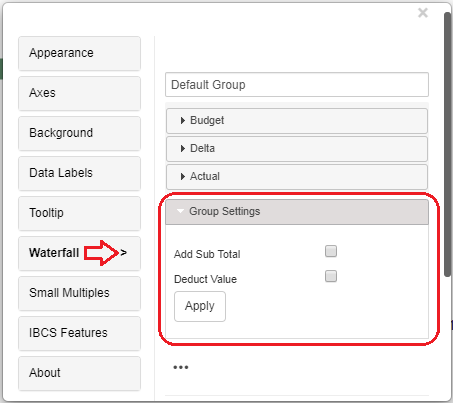 ×
Appearance
Axes
Background
Data Labels
Tooltip
Waterfall >
Small Multiples
IBCS Features
About
Default Group
Budget
Delta
Actual
Group Settings
Add Sub Total
Deduct Value
Apply
•••